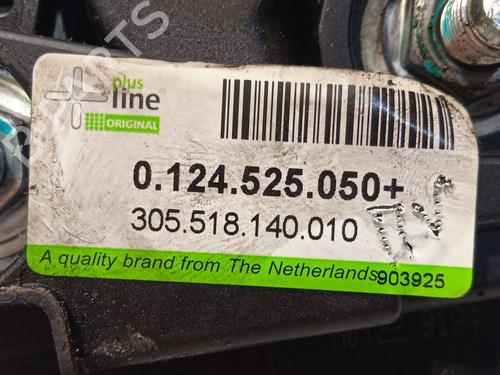 plus
line
ORIGINAL
0.124.525.050+
305.518.140.010
A quality brand from The Netherlands
903925